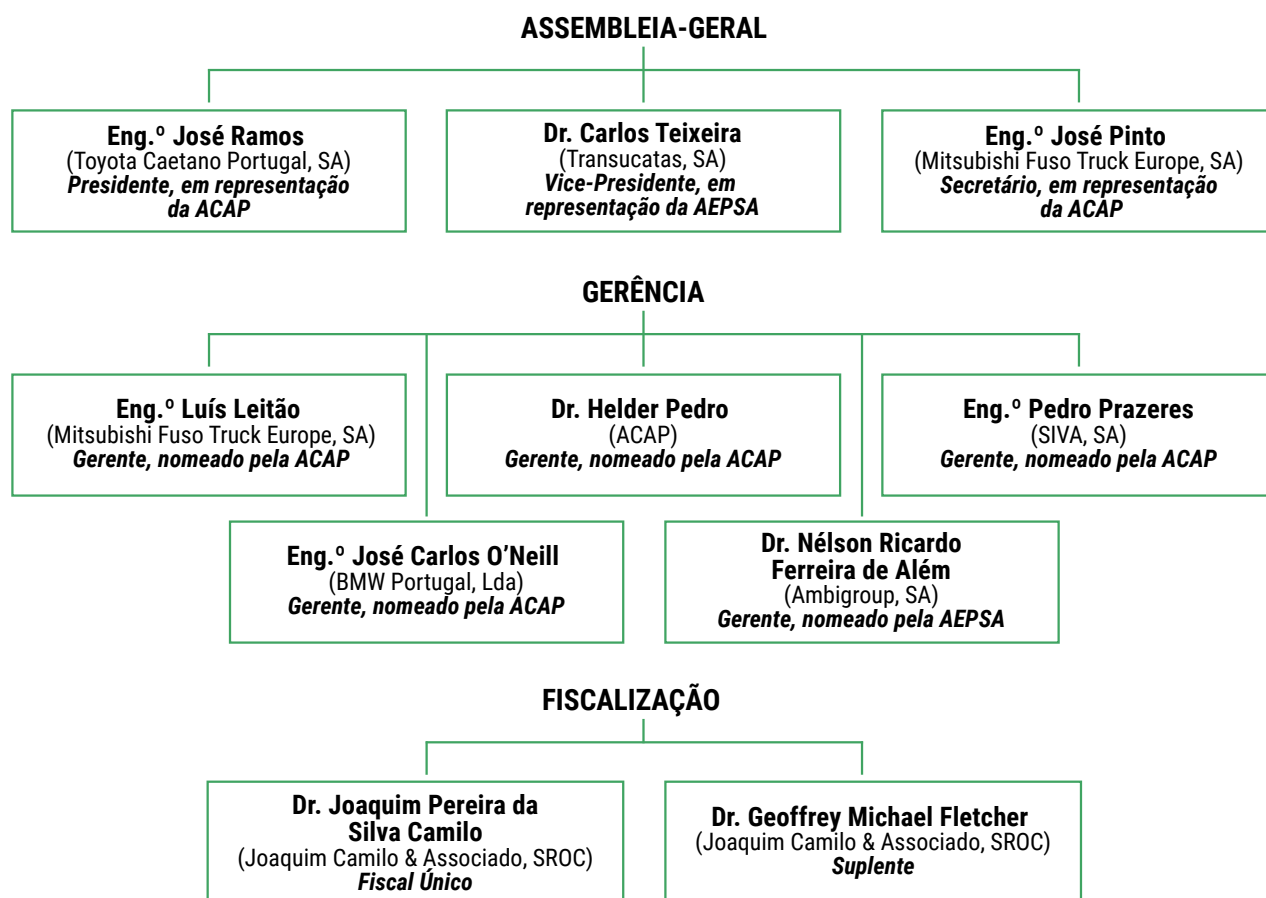 ASSEMBLEIA-GERAL
Eng.º José Ramos
(Toyota Caetano Portugal, SA)
Presidente, em representação
da ACAP
Dr. Carlos Teixeira
(Transucatas, SA)
Vice-Presidente, em
representação da AEPSA
Eng.º José Pinto
(Mitsubishi Fuso Truck Europe, SA)
Secretário, em representação
da ACAP
GERÊNCIA
Eng.º Luís Leitão
(Mitsubishi Fuso Truck Europe, SA)
Gerente, nomeado pela ACAP
Dr. Helder Pedro
(ACAP)
Gerente, nomeado pela ACAP
Eng.º Pedro Prazeres
(SIVA, SA)
Gerente, nomeado pela ACAP
Eng.º José Carlos O’Neill
(BMW Portugal, Lda)
Gerente, nomeado pela ACAP
Dr. Nélson Ricardo
Ferreira de Além
(Ambigroup, SA)
Gerente, nomeado pela AEPSA
FISCALIZAÇÃO
Dr. Joaquim Pereira da
Silva Camilo
(Joaquim Camilo & Associado, SROC)
Fiscal Único
Dr. Geoffrey Michael Fletcher
(Joaquim Camilo & Associado, SROC)
Suplente